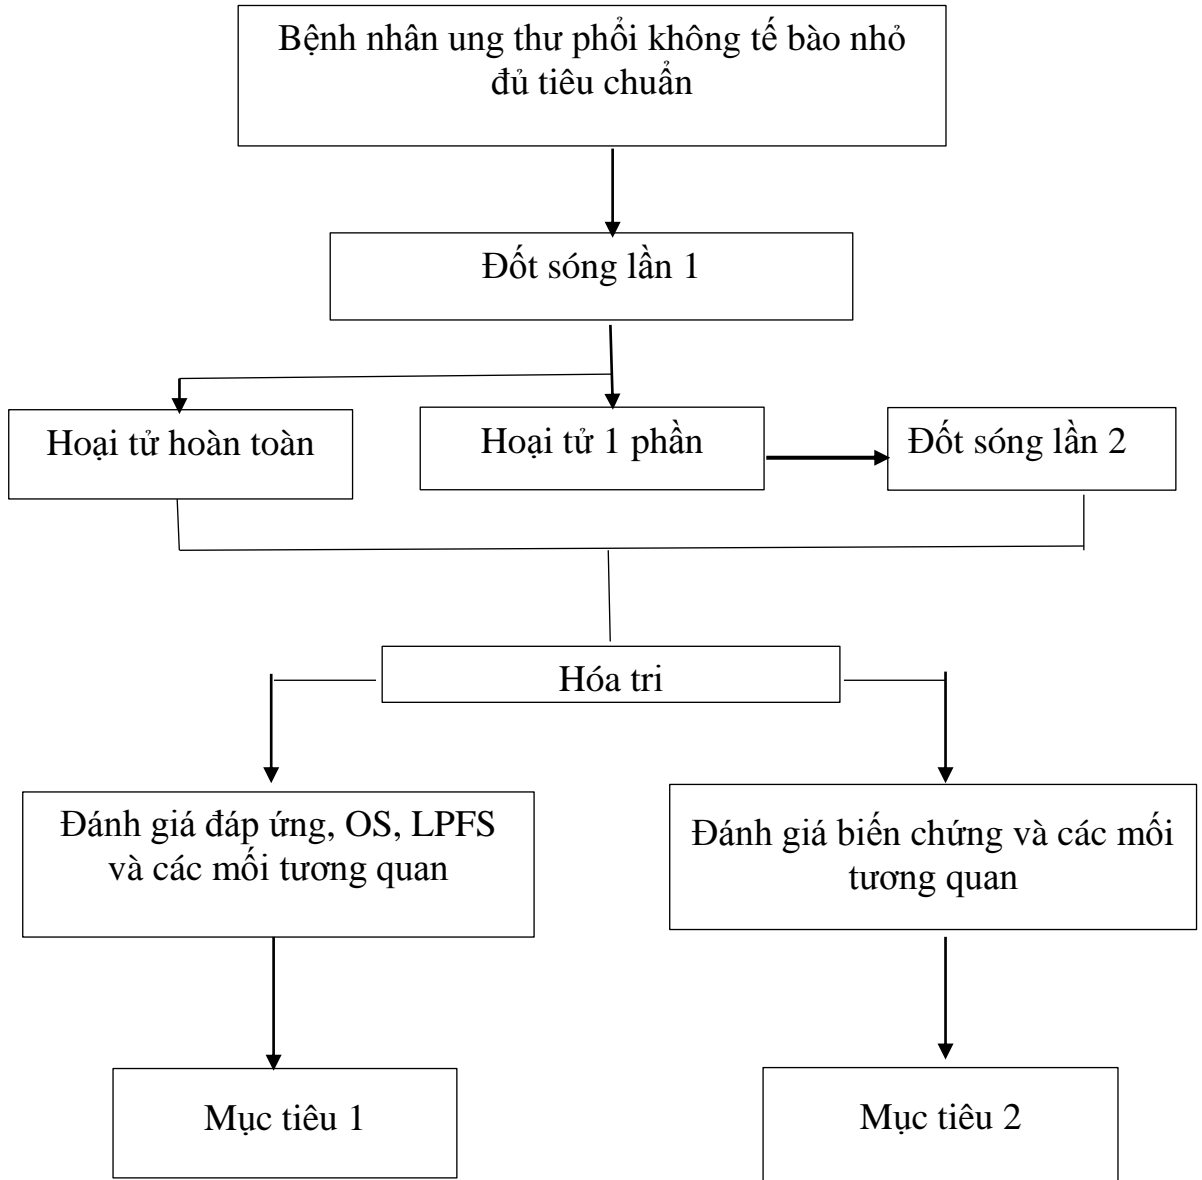 Bệnh nhân ung thư phổi không tế bào nhỏ
đủ tiêu chuẩn
Đốt sóng lần 1
Hoại tử hoàn toàn
Hoại tử 1 phần
Đốt sóng lần 2
Hóa tri
Đánh giá đáp ứng, OS, LPFS
và các mối tương quan
Đánh giá biến chứng và các mối
tương quan
Mục tiêu 1
Mục tiêu 2